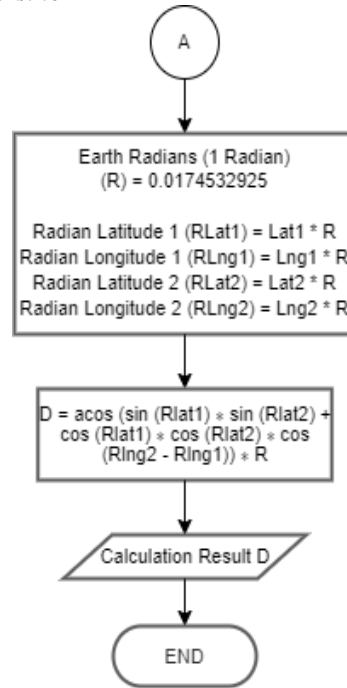 A
Earth Radians (1 Radian)
(R) = 0.0174532925
Radian Latitude 1 (RLat1) = Lat1 * R
Radian Longitude 1 (RLng1) = Lng1 * R
Radian Latitude 2 (RLat2) = Lat2 * R
Radian Longitude 2 (RLng2) = Lng2 * R
D = acos (sin (Rlat1) * sin (Rlat2) +
cos (Rlat1) * cos (Rlat2) * cos
(Rlng2 - Rlng1)) * R
Calculation Result D
END